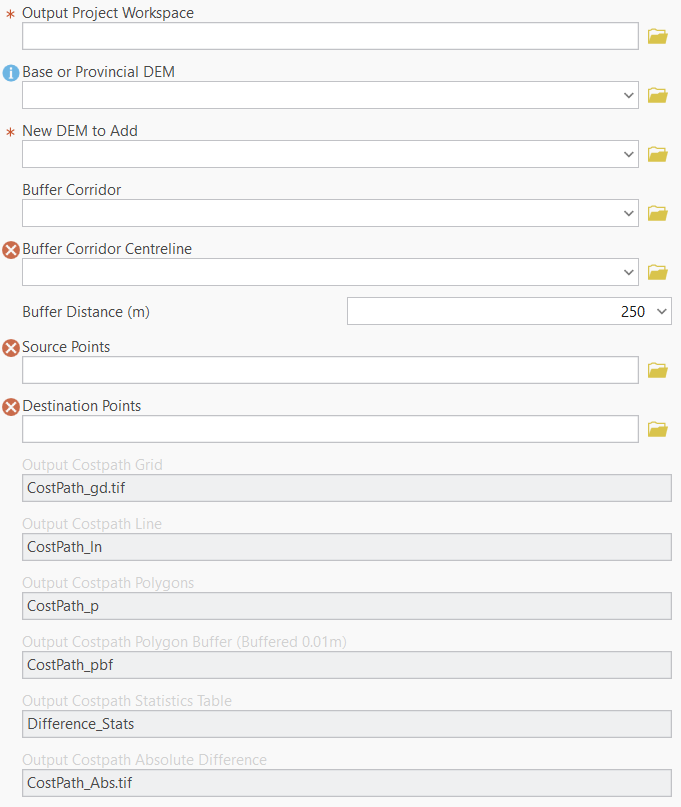 * Output Project Workspace
i Base or Provincial DEM
* New DEM to Add
Buffer Corridor
Buffer Corridor Centreline
Buffer Distance (m) 250
Source Points
Destination Points
Output Costpath Grid
CostPath_gd.tif
Output Costpath Line
CostPath_ln
Output Costpath Polygons
CostPath_p
Output Costpath Polygon Buffer (Buffered 0.01m)
CostPath_pbf
Output Costpath Statistics Table
Difference_Stats
Output Costpath Absolute Difference
CostPath_Abs.tif